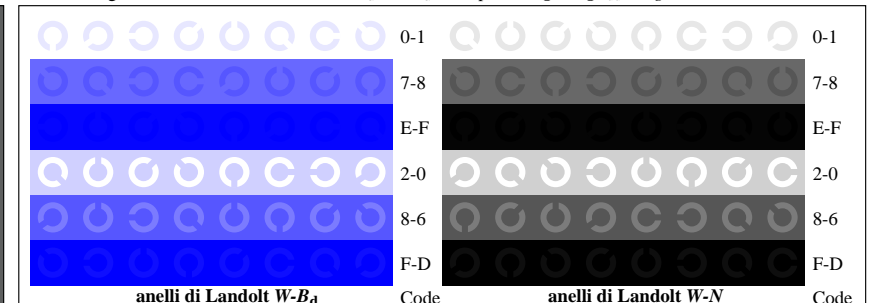 0-1 0-1
7-8 7-8
E-F E-F
2-0 2-0
8-6 8-6
F-D F-D
anelli di Landolt W-Bd Code anelli di Landolt W-N Code